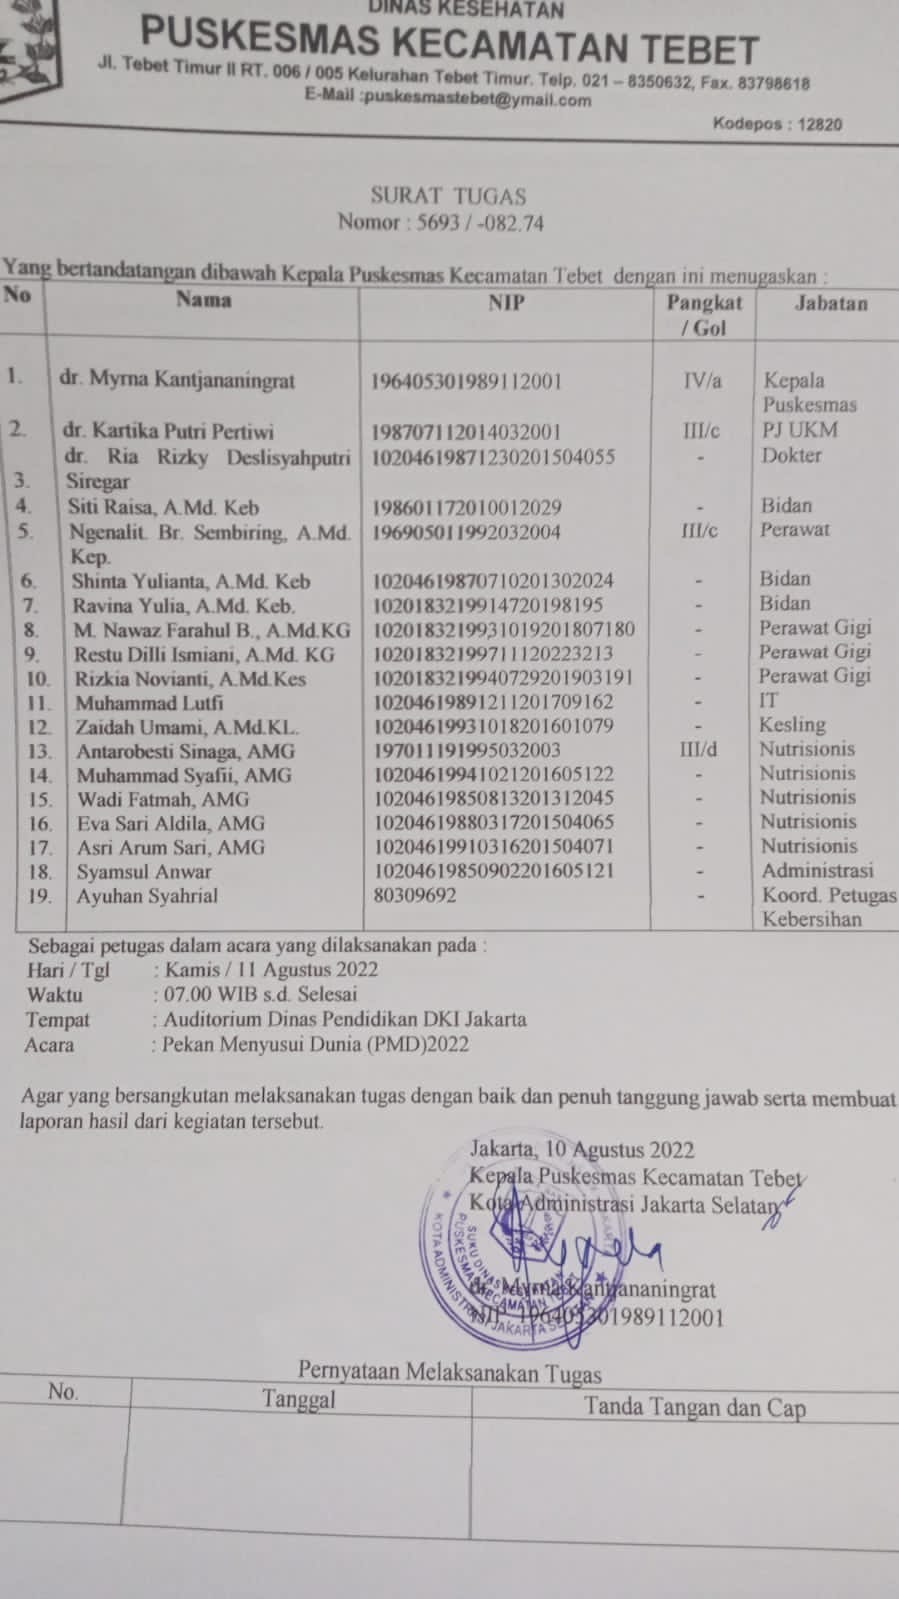 DINAS KESEHATAN
PUSKESMAS KECAMATAN TEBET
Jl. Tebet Timur II RT. 006 / 005 Kelurahan Tebet Timur. Telp. 021 – 8350632, Fax. 83798618
E-Mail :puskesmastebet@ymail.com
Kodepos : 12820
SURAT TUGAS
Nomor : 5693 / -082.74
Yang bertandatangan dibawah Kepala Puskesmas Kecamatan Tebet dengan ini menugaskan :
No Nama NIP Pangkat / Gol Jabatan
1. dr. Myrna Kantjananingrat 196405301989112001 IV/a Kepala Puskesmas
2. dr. Kartika Putri Pertiwi 198707112014032001 III/c PJ UKM
3. dr. Ria Rizky Deslisyahputri Siregar 10204619871230201504055 - Dokter
4. Siti Raisa, A.Md. Keb 198601172010012029 - Bidan
5. Ngenalit. Br. Sembiring, A.Md. Kep. 196905011992032004 III/c Perawat
6. Shinta Yulianta, A.Md. Keb 10204619870710201302024 - Bidan
7. Ravina Yulia, A.Md. Keb. 1020183219914720198195 - Bidan
8. M. Nawaz Farahul B., A.Md.KG 1020183219931019201807180 - Perawat Gigi
9. Restu Dilli Ismiani, A.Md. KG 10201832199711120223213 - Perawat Gigi
10. Rizkia Novianti, A.Md.Kes 1020183219940729201903191 - Perawat Gigi
11. Muhammad Lutfi 10204619891211201709162 - IT
12. Zaidah Umami, A.Md.KL. 10204619931018201601079 - Kesling
13. Antarobesti Sinaga, AMG 197011191995032003 III/d Nutrisionis
14. Muhammad Syafii, AMG 10204619941021201605122 - Nutrisionis
15. Wadi Fatmah, AMG 10204619850813201312045 - Nutrisionis
16. Eva Sari Aldila, AMG 10204619880317201504065 - Nutrisionis
17. Asri Arum Sari, AMG 10204619910316201504071 - Nutrisionis
18. Syamsul Anwar 10204619850902201605121 - Administrasi
19. Ayuhan Syahrial 80309692 - Koord. Petugas Kebersihan
Sebagai petugas dalam acara yang dilaksanakan pada :
Hari / Tgl : Kamis / 11 Agustus 2022
Waktu : 07.00 WIB s.d. Selesai
Tempat : Auditorium Dinas Pendidikan DKI Jakarta
Acara : Pekan Menyusui Dunia (PMD)2022
Agar yang bersangkutan melaksanakan tugas dengan baik dan penuh tanggung jawab serta membuat
laporan hasil dari kegiatan tersebut.
Jakarta, 10 Agustus 2022
Kepala Puskesmas Kecamatan Tebet
Kota Administrasi Jakarta Selatan
dr. Myrna Kantjananingrat
NIP. 196405301989112001
SUKU DINAS KESEHATAN
PUSKESMAS KECAMATAN TEBET
KOTA ADMINISTRASI JAKARTA SELATAN
Pernyataan Melaksanakan Tugas
No. Tanggal Tanda Tangan dan Cap